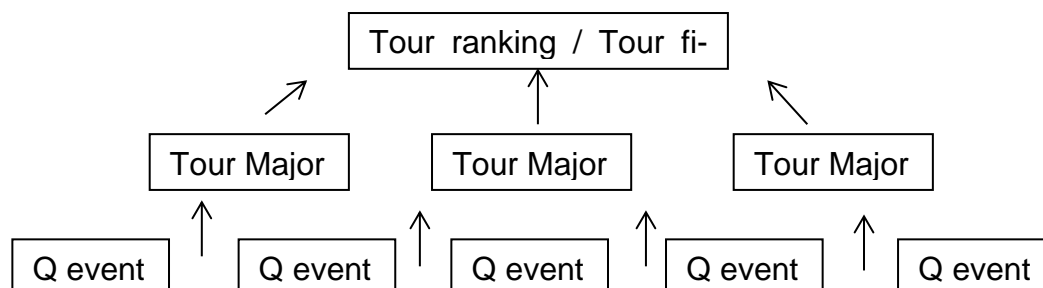 Tour ranking / Tour fi-
Tour Major Tour Major Tour Major
Q event Q event Q event Q event Q event